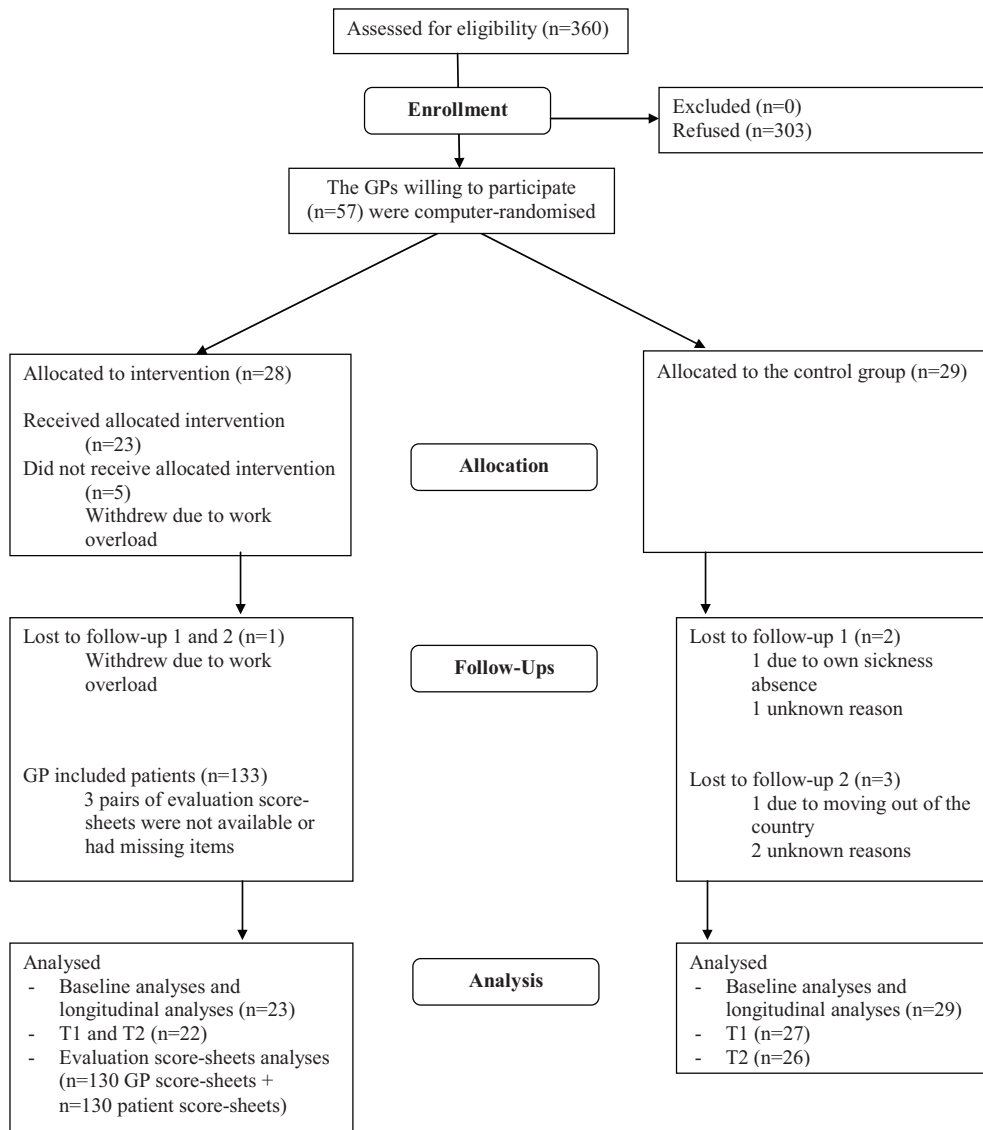 Assessed for eligibility (n=360)
Enrollment
Excluded (n=0)
Refused (n=303)
The GPs willing to participate
(n=57) were computer-randomised
Allocated to intervention (n=28)
Received allocated intervention
(n=23)
Did not receive allocated intervention
(n=5)
Withdrew due to work
overload
Allocation
Allocated to the control group (n=29)
Lost to follow-up 1 and 2 (n=1)
Withdrew due to work
overload
GP included patients (n=133)
3 pairs of evaluation score-
sheets were not available or
had missing items
Follow-Ups
Lost to follow-up 1 (n=2)
1 due to own sickness
absence
1 unknown reason
Lost to follow-up 2 (n=3)
1 due to moving out of the
country
2 unknown reasons
Analysed
- Baseline analyses and
longitudinal analyses (n=23)
- T1 and T2 (n=22)
- Evaluation score-sheets analyses
(n=130 GP score-sheets +
n=130 patient score-sheets)
Analysis
Analysed
- Baseline analyses and
longitudinal analyses (n=29)
- T1 (n=27)
- T2 (n=26)